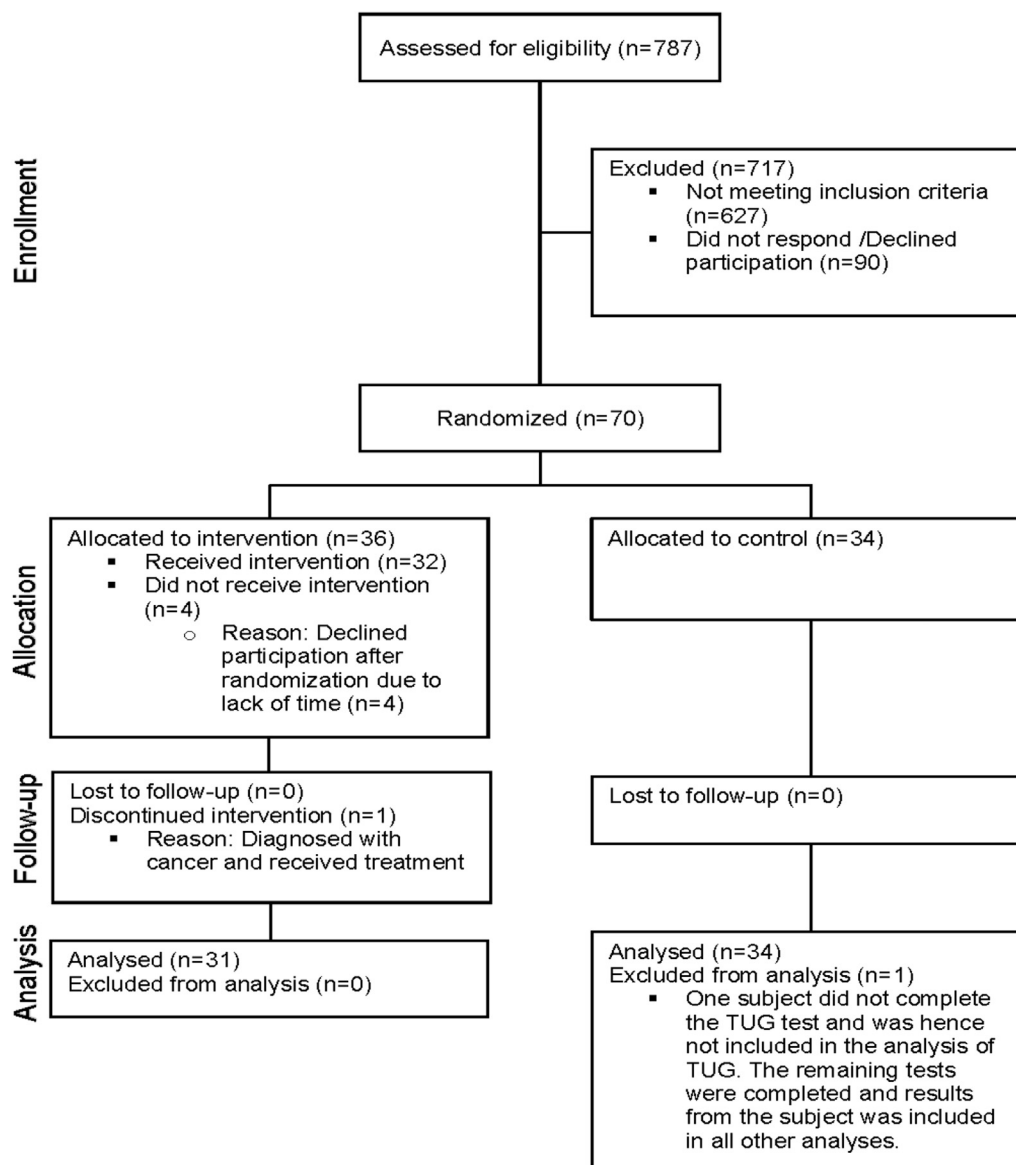 Assessed for eligibility (n=787)
Enrollment
Excluded (n=717)
▪ Not meeting inclusion criteria
(n=627)
▪ Did not respond /Declined
participation (n=90)
Randomized (n=70)
Allocation
Allocated to intervention (n=36)
▪ Received intervention (n=32)
▪ Did not receive intervention
(n=4)
○ Reason: Declined
participation after
randomization due to
lack of time (n=4)
Allocated to control (n=34)
Follow-up
Lost to follow-up (n=0)
Discontinued intervention (n=1)
▪ Reason: Diagnosed with
cancer and received treatment
Lost to follow-up (n=0)
Analysis
Analysed (n=31)
Excluded from analysis (n=0)
Analysed (n=34)
Excluded from analysis (n=1)
▪ One subject did not complete
the TUG test and was hence
not included in the analysis of
TUG. The remaining tests
were completed and results
from the subject was included
in all other analyses.